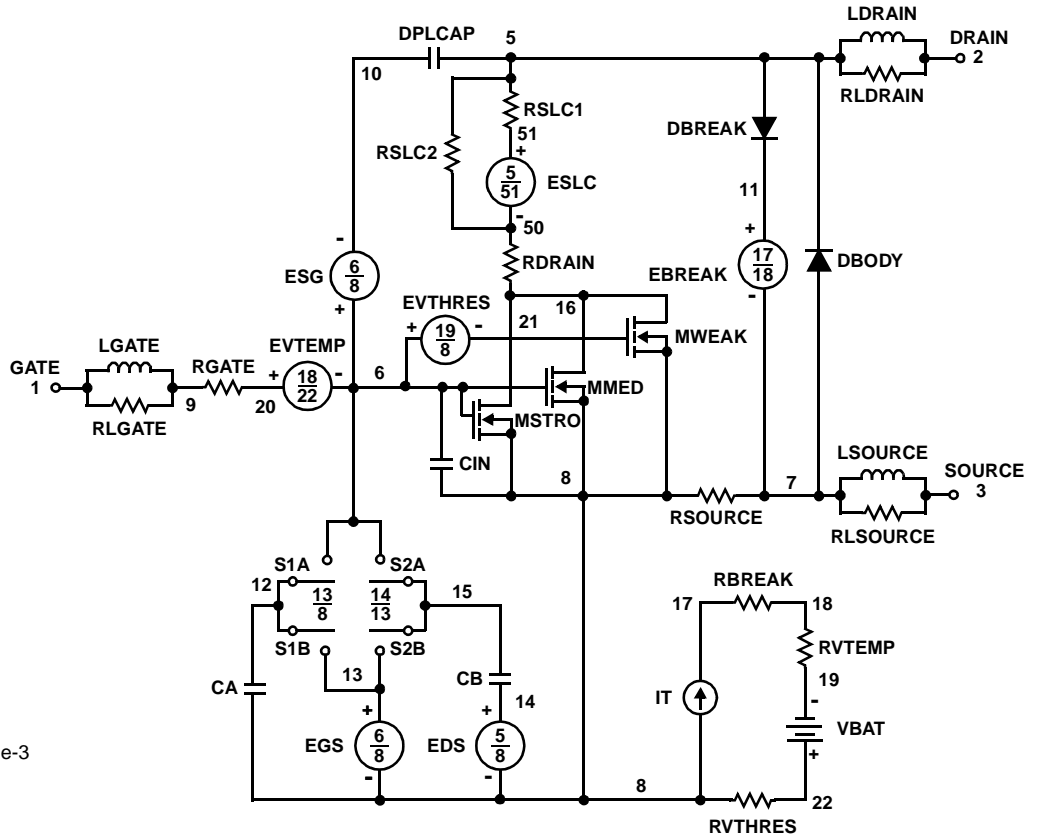 LDRAIN
DPLCAP
5
DRAIN
2
10
RLDRAIN
RSLC1
51
+
DBREAK
RSLC2
5
51
ESLC
11
-
50
-
+
RDRAIN
17
18
DBODY
ESG
6
8
EBREAK
-
EVTHRES
16
+
+
19
8
-
21
MWEAK
LGATE
EVTEMP
GATE
1
RGATE
+
18
22
-
6
MMED
9
20
MSTRO
RLGATE
LSOURCE
CIN
8
7
SOURCE
3
RSOURCE
RLSOURCE
S1A
S2A
12
13
8
14
13
15
RBREAK
17
18
S1B
S2B
RVTEMP
13
CB
19
CA
14
IT
-
+
+
VBAT
EGS
6
8
EDS
5
8
e-3
+
-
-
8
22
RVTHRES